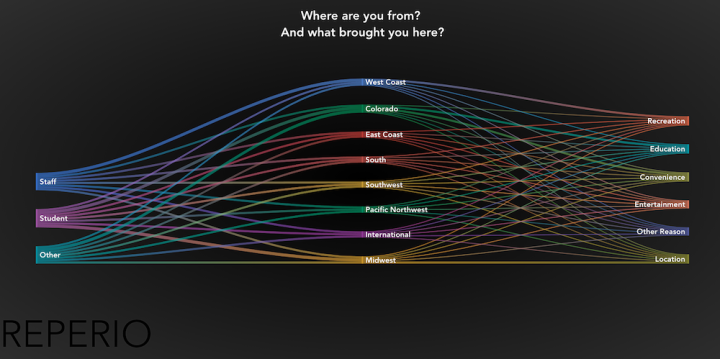 Where are you from?
And what brought you here?
West Coast
Colorado
East Coast
South
Southwest
Pacific Northwest
International
Midwest
Staff
Student
Other
Recreation
Education
Convenience
Entertainment
Other Reason
Location
REPERIO